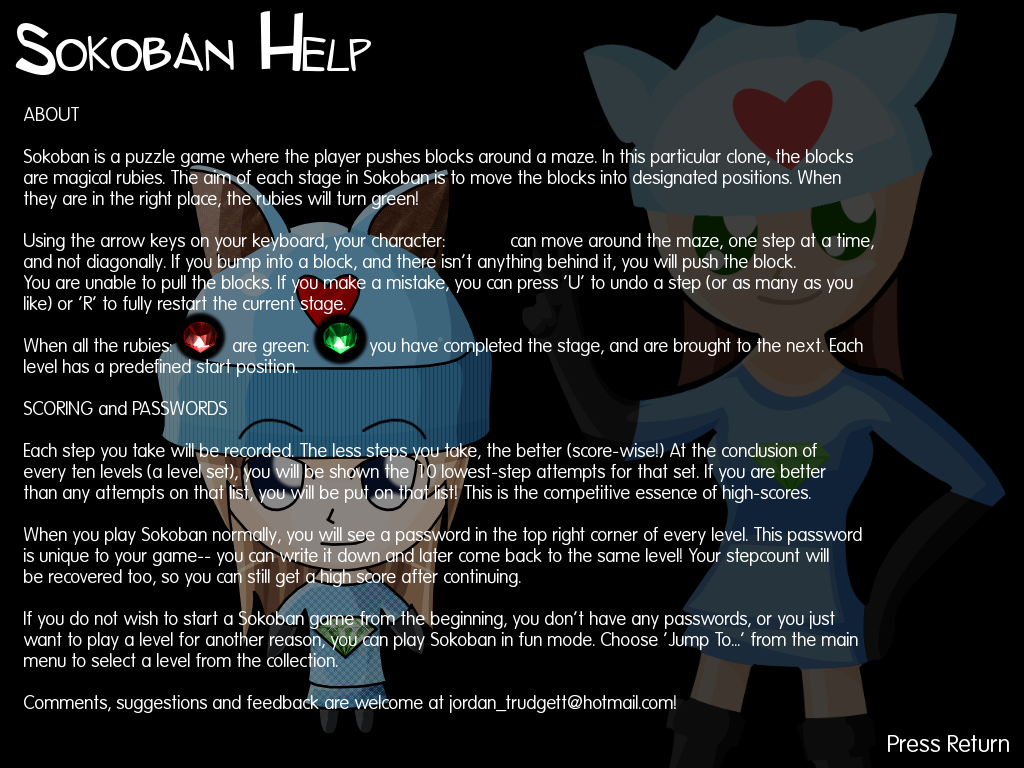 Sokoban Help
ABOUT
Sokoban is a puzzle game where the player pushes blocks around a maze. In this particular clone, the blocks
are magical rubies. The aim of each stage in Sokoban is to move the blocks into designated positions. When
they are in the right place, the rubies will turn green!
Using the arrow keys on your keyboard, your character: can move around the maze, one step at a time,
and not diagonally. If you bump into a block, and there isn't anything behind it, you will push the block.
You are unable to pull the blocks. If you make a mistake, you can press 'U' to undo a step (or as many as you
like) or 'R' to fully restart the current stage.
When all the rubies: are green: you have completed the stage, and are brought to the next. Each
level has a predefined start position.
SCORING and PASSWORDS
Each step you take will be recorded. The less steps you take, the better (score-wise!) At the conclusion of
every ten levels (a level set), you will be shown the 10 lowest-step attempts for that set. If you are better
than any attempts on that list, you will be put on that list! This is the competitive essence of high-scores.
When you play Sokoban normally, you will see a password in the top right corner of every level. This password
is unique to your game-- you can write it down and later come back to the same level! Your stepcount will
be recovered too, so you can still get a high score after continuing.
If you do not wish to start a Sokoban game from the beginning, you don't have any passwords, or you just
want to play a level for another reason, you can play Sokoban in fun mode. Choose 'Jump To...' from the main
menu to select a level from the collection.
Comments, suggestions and feedback are welcome at jordan_trudgett@hotmail.com!
Press Return